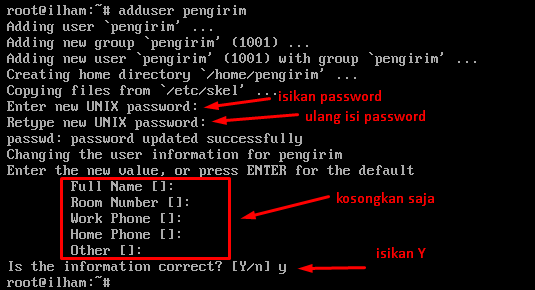 root@ilham:~# adduser pengirim
Adding user `pengirim' ...
Adding new group `pengirim' (1001) ...
Adding new user `pengirim' (1001) with group `pengirim' ...
Creating home directory `/home/pengirim' ...
Copying files from `/etc/skel' ...
Enter new UNIX password:
isikan password
Retype new UNIX password:
ulang isi password
passwd: password updated successfully
Changing the user information for pengirim
Enter the new value, or press ENTER for the default
Full Name []:
Room Number []:
kosongkan saja
Work Phone []:
Home Phone []:
Other []:
isikan Y
Is the information correct? [Y/n] y
root@ilham:~#